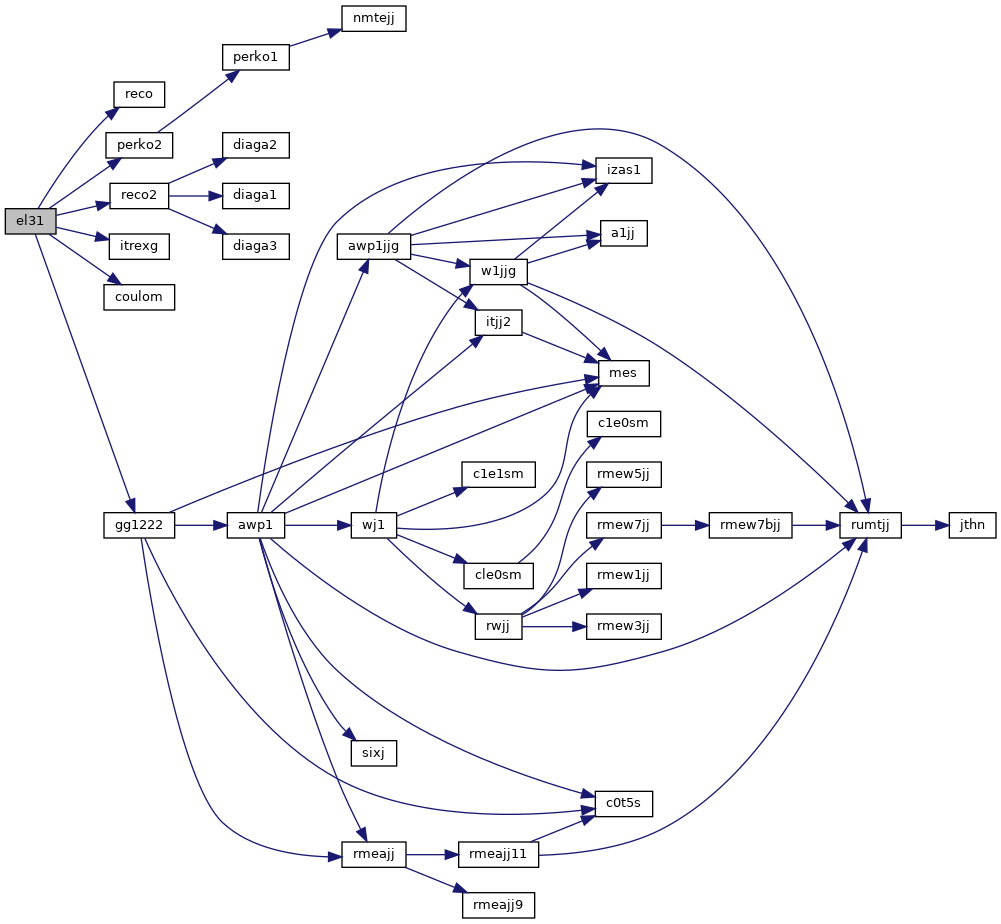 nmtejj
perko1
reco
perko2
diaga2
izas1
reco2
diaga1
el31
a1jj
itrexg
diaga3
awp1jjg
w1jjg
coulom
itjj2
mes
c1e0sm
c1e1sm
rmew5jj
gg1222
awp1
wj1
rmew7jj
rmew7bjj
rumtjj
jthn
cle0sm
rmew1jj
rwjj
rmew3jj
sixj
c0t5s
rmeajj
rmeajj11
rmeajj9